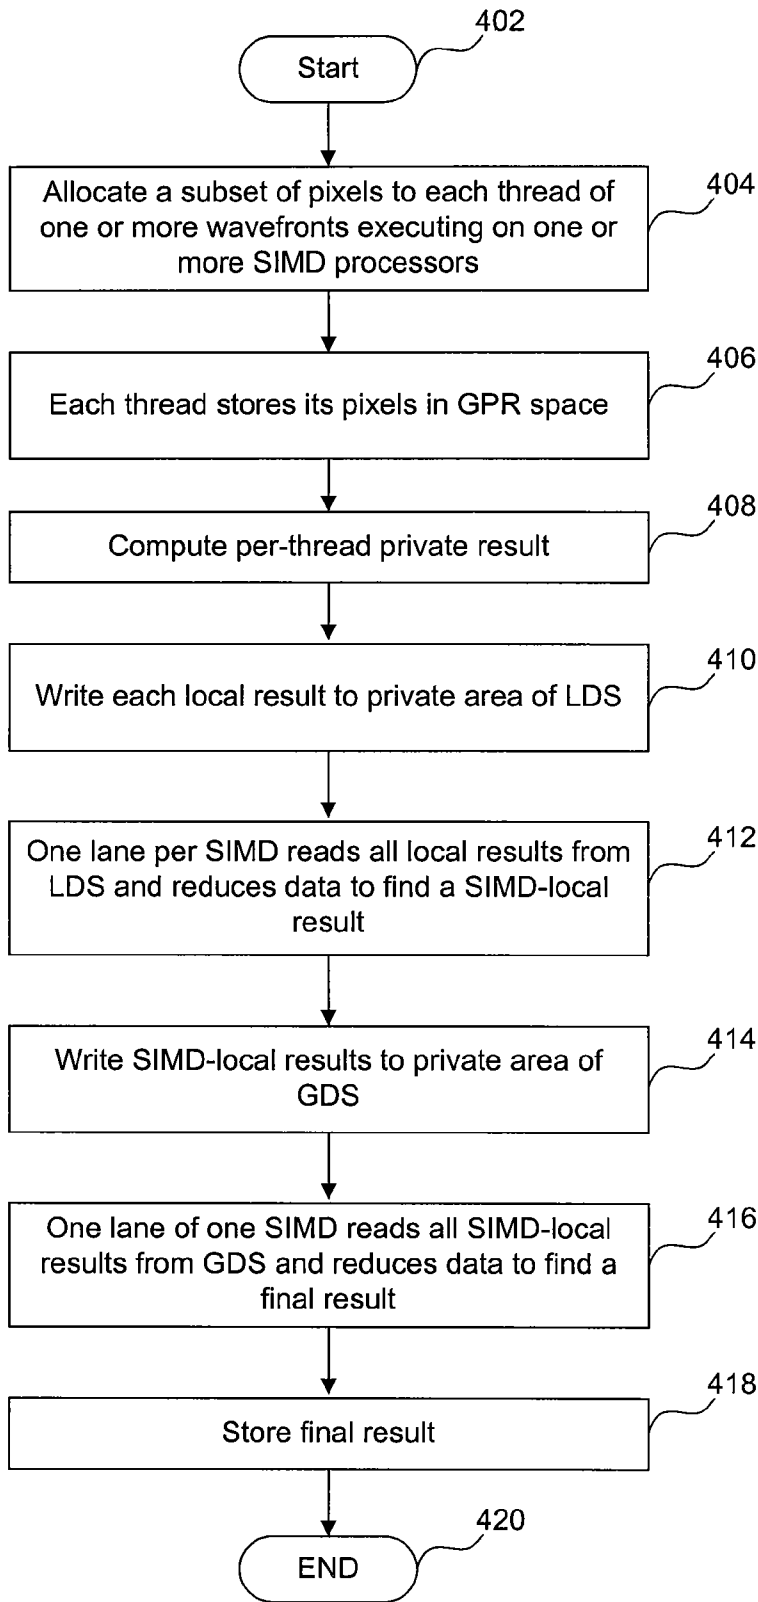 402
Start
404
Allocate a subset of pixels to each thread of
one or more wavefronts executing on one or
more SIMD processors
406
Each thread stores its pixels in GPR space
408
Compute per-thread private result
410
Write each local result to private area of LDS
412
One lane per SIMD reads all local results from
LDS and reduces data to find a SIMD-local
result
414
Write SIMD-local results to private area of
GDS
416
One lane of one SIMD reads all SIMD-local
results from GDS and reduces data to find a
final result
418
Store final result
420
END